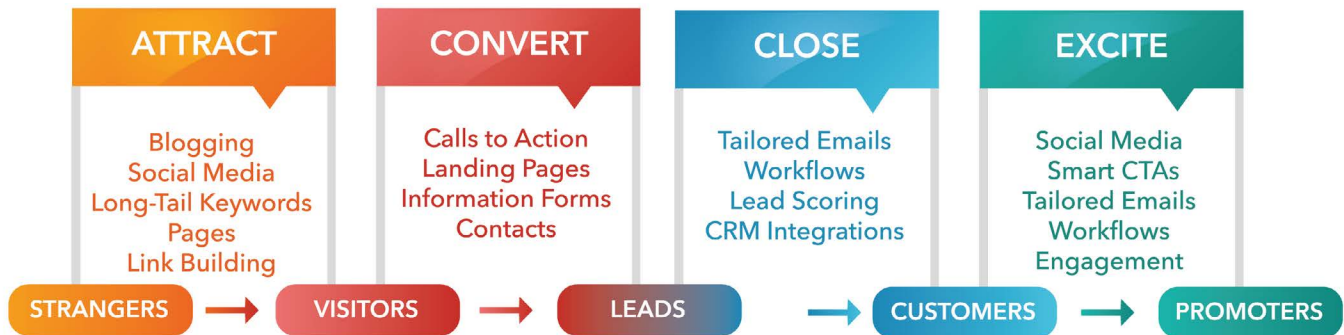 ATTRACT
Blogging
Social Media
Long-Tail Keywords
Pages
Link Building
CONVERT
Calls to Action
Landing Pages
Information Forms
Contacts
CLOSE
Tailored Emails
Workflows
Lead Scoring
CRM Integrations
EXCITE
Social Media
Smart CTAs
Tailored Emails
Workflows
Engagement
STRANGERS
VISITORS
LEADS
CUSTOMERS
PROMOTERS